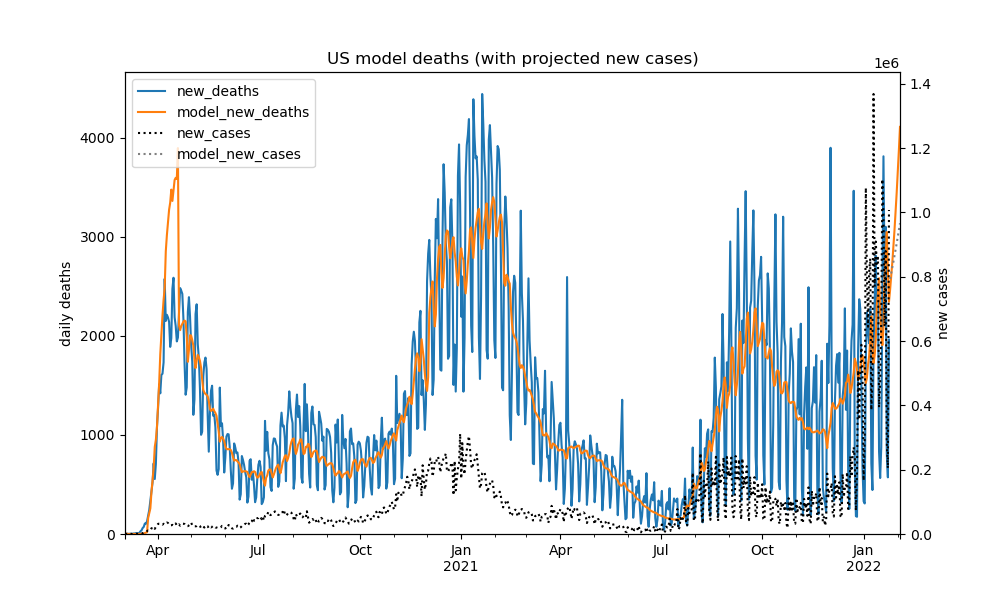 US model deaths (with projected new cases)
1e6
new_deaths
model_new_deaths
new_cases
model_new_cases
4000
3000
2000
1000
0
daily deaths
1.4
1.2
1.0
0.8
0.6
0.4
0.2
0.0
new cases
Apr
Jul
Oct
Jan
2021
Apr
Jul
Oct
Jan
2022